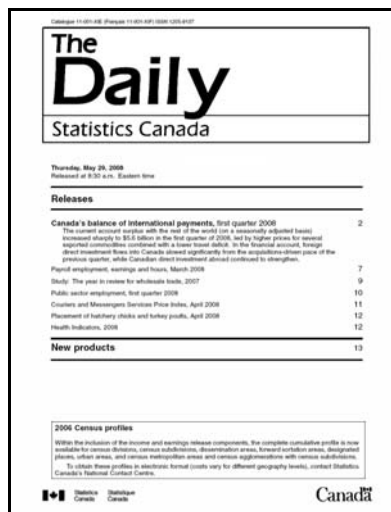 Catalogue 11-001-XIE (Français 11-001-XIF) ISSN 1205-9137
The
Daily
Statistics Canada
Thursday, May 29, 2008
Released at 8:30 a.m. Eastern time
Releases
Canada's balance of international payments, first quarter 2008 2
The current account surplus with the rest of the world (on a seasonally adjusted basis)
increased sharply to $5.6 billion in the first quarter of 2008, led by higher prices for several
exported commodities combined with a lower travel deficit. In the financial account, foreign
direct investment flows into Canada slowed significantly from the acquisitions-driven pace of the
previous quarter, while Canadian direct investment abroad continued to strengthen.
Payroll employment, earnings and hours, March 2008 7
Study: The year in review for wholesale trade, 2007 9
Public sector employment, first quarter 2008 10
Couriers and Messengers Services Price Index, April 2008 11
Placement of hatchery chicks and turkey poults, April 2008 12
Health Indicators, 2008 12
New products 13
2006 Census profiles
Within the inclusion of the income and earnings release components, the complete cumulative profile is now
available for census divisions, census subdivisions, dissemination areas, forward sortation areas, designated
places, urban areas, and census metropolitan areas and census agglomerations with census subdivisions.
To obtain these profiles in electronic format (costs vary for different geography levels), contact Statistics
Canada's National Contact Centre.
Statistics Statistique
Canada Canada
Canada